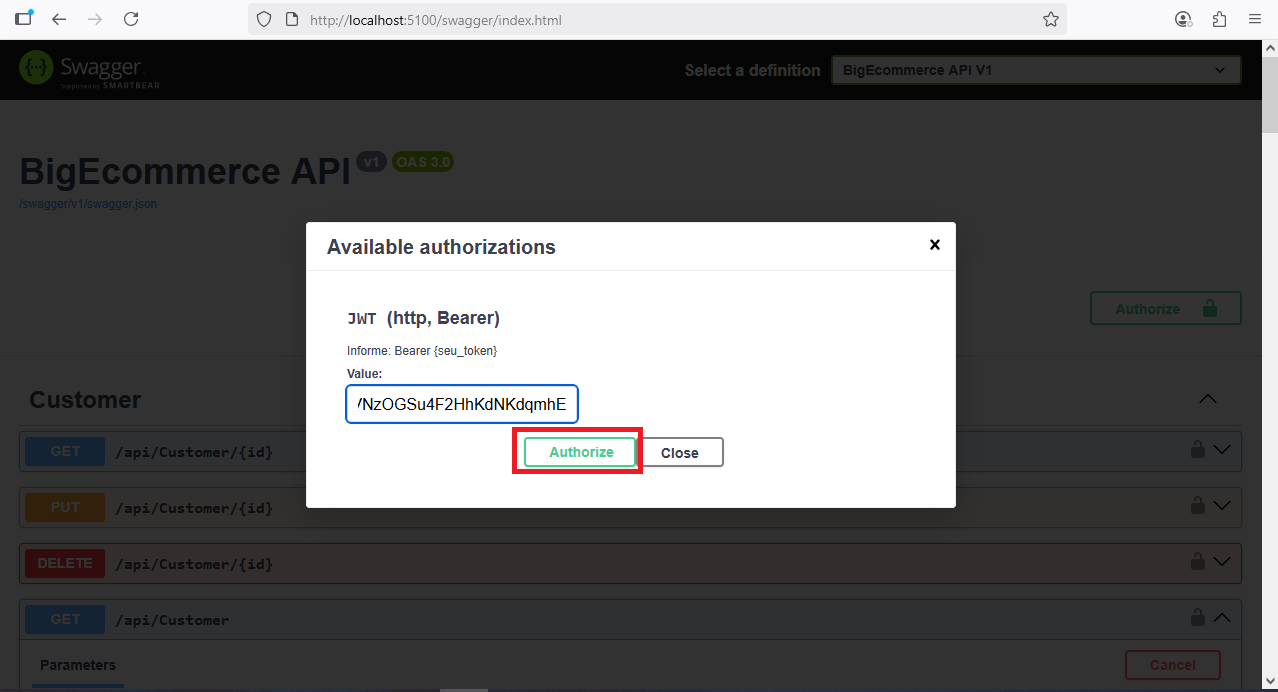 http://localhost:5100/swagger/index.html
Swagger
Supported by SMARTBEAR
Select a definition
BigEcommerce API V1
BigEcommerce API v1 OAS 3.0
/swagger/v1/swagger.json
Available authorizations
JWT (http, Bearer)
Informe: Bearer {seu_token}
Value:
/NzOGSu4F2HhKdNKdqmhE
Authorize Close
Authorize
Customer
GET /api/Customer/{id}
PUT /api/Customer/{id}
DELETE /api/Customer/{id}
GET /api/Customer
Parameters
Cancel